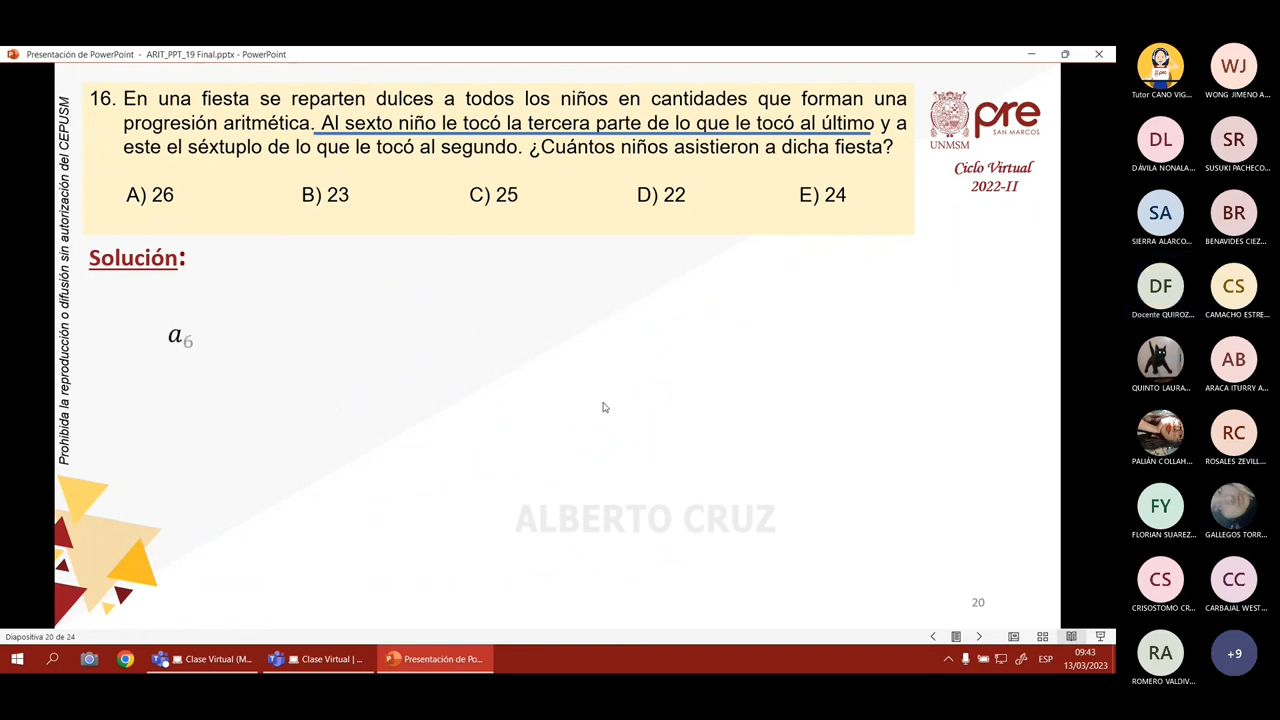 Presentación de PowerPoint - ARIT_PPT_19 Final.pptx - PowerPoint
16. En una fiesta se reparten dulces a todos los niños en cantidades que forman una
progresión aritmética. Al sexto niño le tocó la tercera parte de lo que le tocó al último y a
este el séxtuplo de lo que le tocó al segundo. ¿Cuántos niños asistieron a dicha fiesta?
A) 26 B) 23 C) 25 D) 22 E) 24
UNMSM
pre
SAN MARCOS
Ciclo Virtual
2022-II
Prohibida la reproducción o difusión sin autorización del CEPUSM
Solución:
a6
ALBERTO CRUZ
20
Diapositiva 20 de 24
Clase Virtual (M...
Clase Virtual | ...
Presentación de Po...
ESP
09:43
13/03/2023
Tutor CANO VIG...
WJ
WONG JIMENO A...
DL
DÁVILA NONALA...
SR
SUSUKI PACHECO...
SA
SIERRA ALARCO...
BR
BENAVIDES CIEZ...
DF
Docente QUIROZ...
CS
CAMACHO ESTRE...
QUINTO LAURA...
AB
ARACA ITURRY A...
PALIÁN COLLAH...
RC
ROSALES ZEVILL...
FY
FLORIAN SUAREZ...
GALLEGOS TORR...
CS
CRISOSTOMO CR...
CC
CARBAJAL WEST...
RA
ROMERO VALDIV...
+9